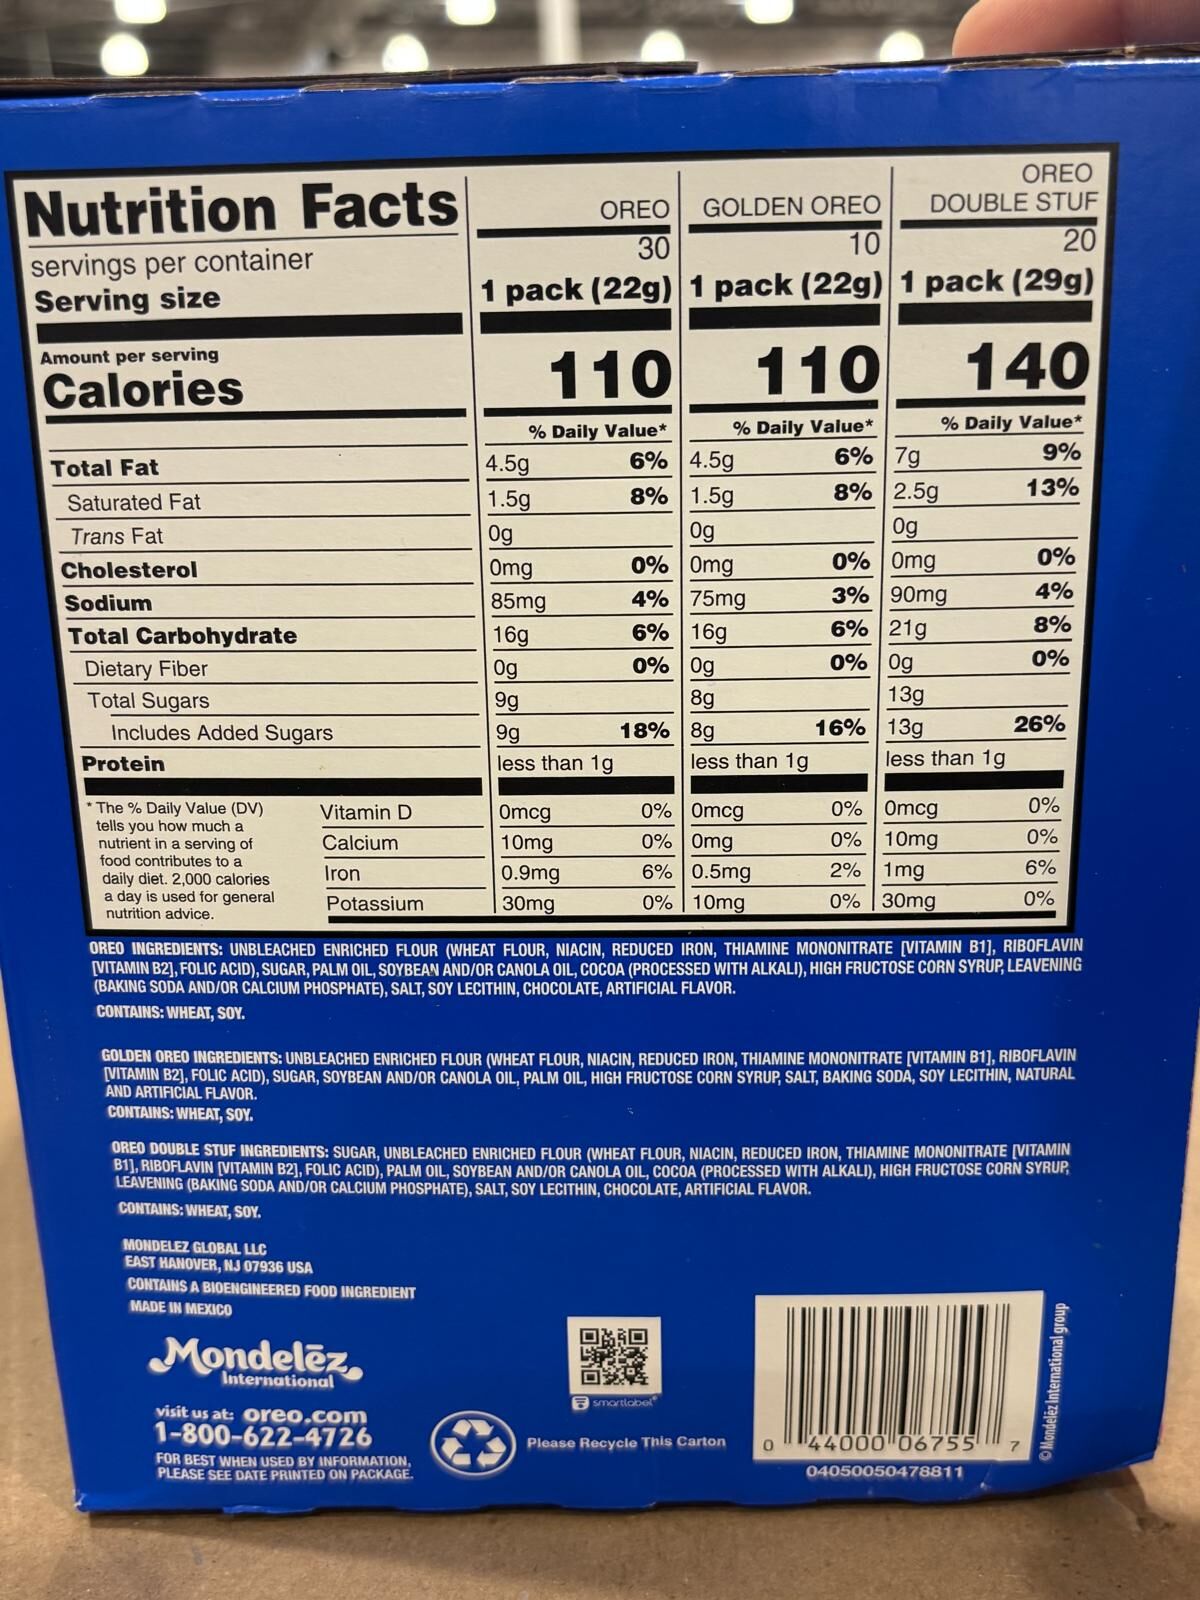 Nutrition Facts OREO GOLDEN OREO OREO DOUBLE STUF
servings per container 30 10 20
Serving size 1 pack (22g) 1 pack (22g) 1 pack (29g)
Amount per serving
Calories 110 110 140
% Daily Value* % Daily Value* % Daily Value*
Total Fat 4.5g 6% 4.5g 6% 7g 9%
Saturated Fat 1.5g 8% 1.5g 8% 2.5g 13%
Trans Fat 0g 0g 0g
Cholesterol 0mg 0% 0mg 0% 0mg 0%
Sodium 85mg 4% 75mg 3% 90mg 4%
Total Carbohydrate 16g 6% 16g 6% 21g 8%
Dietary Fiber 0g 0% 0g 0% 0g 0%
Total Sugars 9g 8g 13g
Includes Added Sugars 9g 18% 8g 16% 13g 26%
Protein less than 1g less than 1g less than 1g
* The % Daily Value (DV)
tells you how much a
nutrient in a serving of
food contributes to a
daily diet. 2,000 calories
a day is used for general
nutrition advice.
Vitamin D 0mcg 0% 0mcg 0% 0mcg 0%
Calcium 10mg 0% 0mg 0% 10mg 0%
Iron 0.9mg 6% 0.5mg 2% 1mg 6%
Potassium 30mg 0% 10mg 0% 30mg 0%
OREO INGREDIENTS: UNBLEACHED ENRICHED FLOUR (WHEAT FLOUR, NIACIN, REDUCED IRON, THIAMINE MONONITRATE [VITAMIN B1], RIBOFLAVIN
[VITAMIN B2], FOLIC ACID), SUGAR, PALM OIL, SOYBEAN AND/OR CANOLA OIL, COCOA (PROCESSED WITH ALKALI), HIGH FRUCTOSE CORN SYRUP, LEAVENING
(BAKING SODA AND/OR CALCIUM PHOSPHATE), SALT, SOY LECITHIN, CHOCOLATE, ARTIFICIAL FLAVOR.
CONTAINS: WHEAT, SOY.
GOLDEN OREO INGREDIENTS: UNBLEACHED ENRICHED FLOUR (WHEAT FLOUR, NIACIN, REDUCED IRON, THIAMINE MONONITRATE [VITAMIN B1], RIBOFLAVIN
[VITAMIN B2], FOLIC ACID), SUGAR, SOYBEAN AND/OR CANOLA OIL, PALM OIL, HIGH FRUCTOSE CORN SYRUP, SALT, BAKING SODA, SOY LECITHIN, NATURAL
AND ARTIFICIAL FLAVOR.
CONTAINS: WHEAT, SOY.
OREO DOUBLE STUF INGREDIENTS: SUGAR, UNBLEACHED ENRICHED FLOUR (WHEAT FLOUR, NIACIN, REDUCED IRON, THIAMINE MONONITRATE [VITAMIN
B1], RIBOFLAVIN [VITAMIN B2], FOLIC ACID), PALM OIL, SOYBEAN AND/OR CANOLA OIL, COCOA (PROCESSED WITH ALKALI), HIGH FRUCTOSE CORN SYRUP,
LEAVENING (BAKING SODA AND/OR CALCIUM PHOSPHATE), SALT, SOY LECITHIN, CHOCOLATE, ARTIFICIAL FLAVOR.
CONTAINS: WHEAT, SOY.
MONDELEZ GLOBAL LLC
EAST HANOVER, NJ 07936 USA
CONTAINS A BIOENGINEERED FOOD INGREDIENT
MADE IN MEXICO
Mondelēz
International
visit us at: oreo.com
1-800-622-4726
FOR BEST WHEN USED BY INFORMATION,
PLEASE SEE DATE PRINTED ON PACKAGE.
smartlabel®
Please Recycle This Carton
0 44000 06755 7
04050050478811
© Mondelēz International group